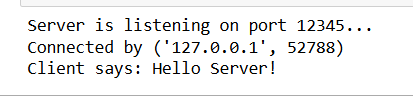 Server is listening on port 12345...
Connected by ('127.0.0.1', 52788)
Client says: Hello Server!